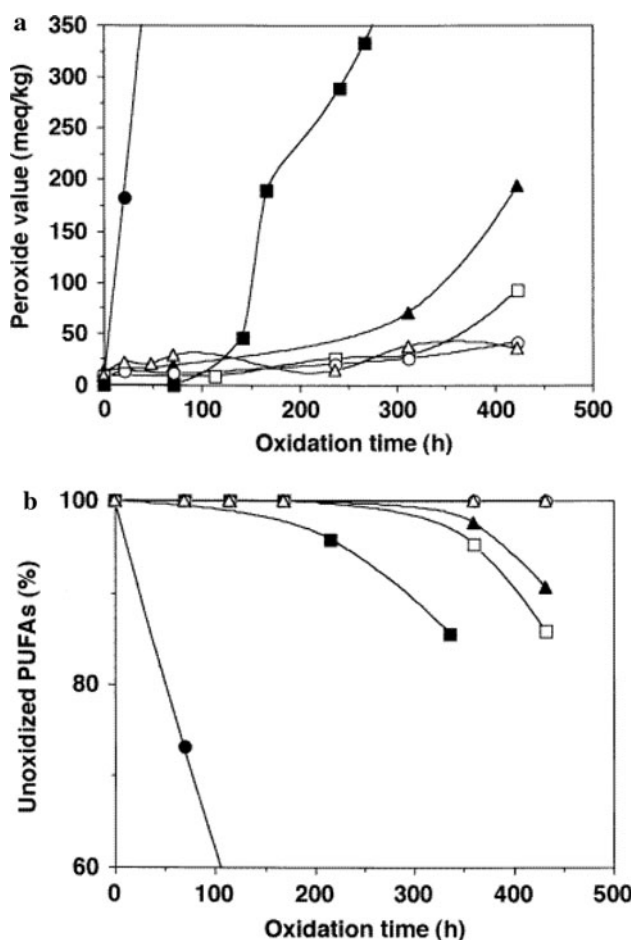 a
Peroxide value (meq/kg)
350
300
250
200
150
100
50
0
0 100 200 300 400 500
Oxidation time (h)
b
Unoxidized PUFAs (%)
100
80
60
0 100 200 300 400 500
Oxidation time (h)